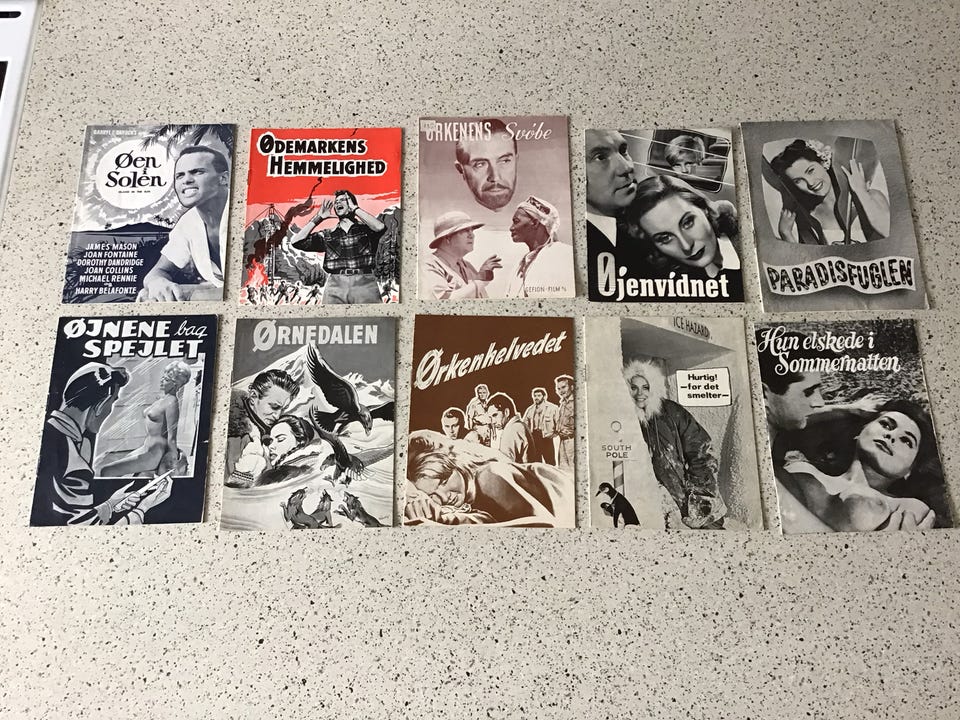 DARRYL F. ZANUCK'S
Øen
i
Solen
ISLAND IN THE SUN
JAMES MASON
JOAN FONTAINE
DOROTHY DANDRIDGE
JOAN COLLINS
MICHAEL RENNIE
HARRY BELAFONTE
ØDEMARKENS
HEMMELIGHED
ØRKENENS Svøbe
GEFION-FILM A/S
Øjenvidnet
PARADISFUGLEN
ØJNENE bag
SPEJLET
ØRNEDALEN
Ørkenhelvedet
ICE HAZARD
Hurtig!
—før det
smelter—
SOUTH
POLE
Hun elskede i
Sommernatten